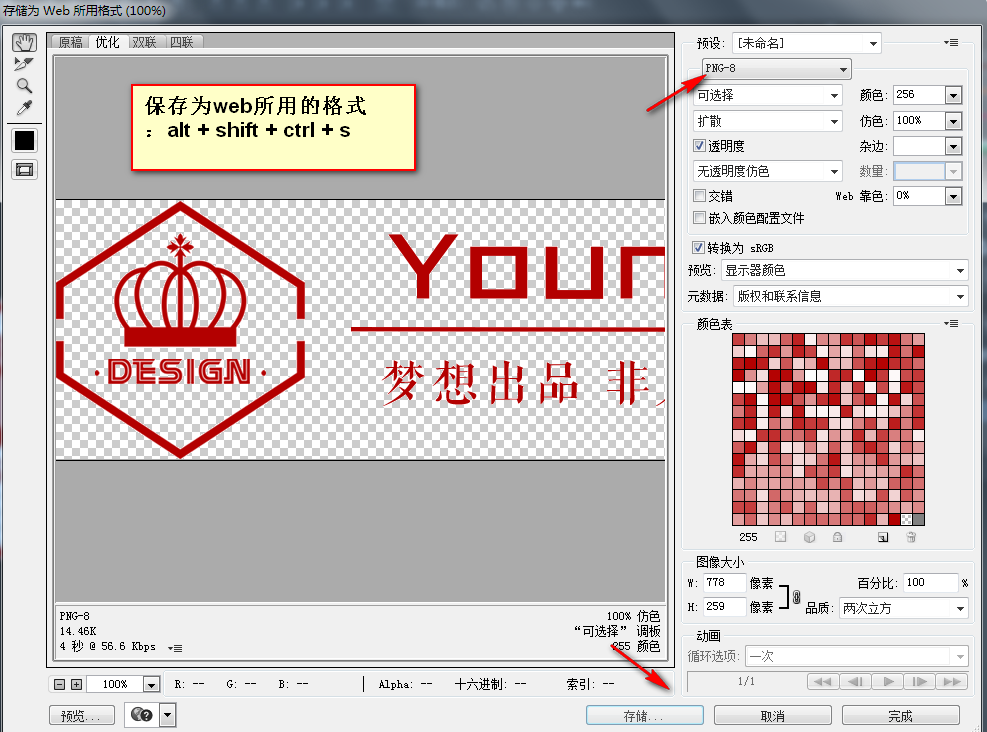 存储为 Web 所用格式 (100%)
原稿 优化 双联 四联
保存为web所用的格式
：alt + shift + ctrl + s
DESIGN
Your
梦想出品 非
PNG-8
14.46K
4 秒 @ 56.6 Kbps
100% 仿色
“可选择” 调板
255 颜色
100% R: -- G: -- B: -- Alpha: -- 十六进制: -- 索引: --
预览... 存储... 取消 完成
预设: [未命名]
PNG-8
可选择 颜色: 256
扩散 仿色: 100%
透明度 杂边:
无透明度仿色 数量:
交错 Web 靠色: 0%
嵌入颜色配置文件
转换为 sRGB
预览: 显示器颜色
元数据: 版权和联系信息
颜色表
255
图像大小
W: 778 像素 百分比: 100 %
H: 259 像素 品质: 两次立方
动画
循环选项: 一次
1/1